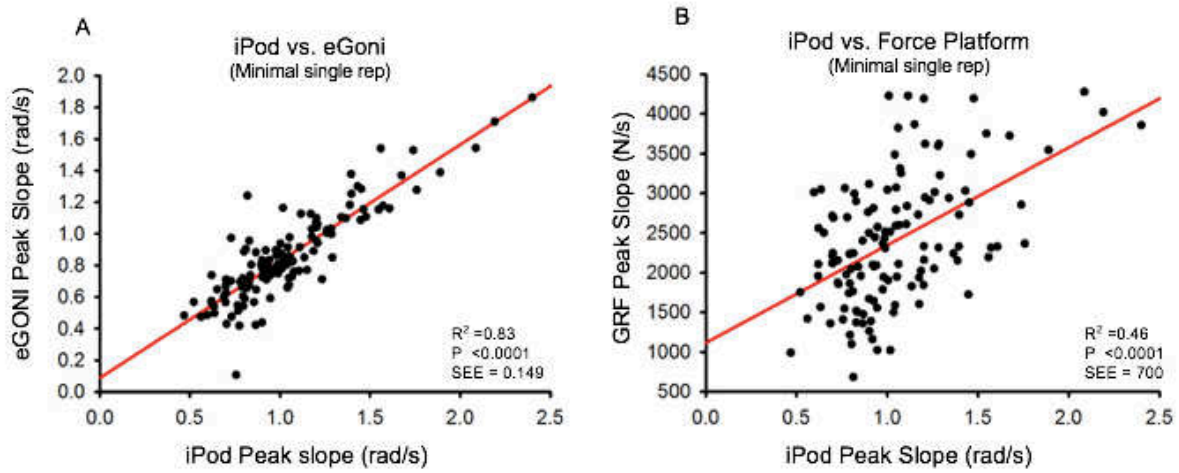 A
iPod vs. eGoni
(Minimal single rep)
eGONI Peak Slope (rad/s)
2.0
1.8
1.6
1.4
1.2
1.0
0.8
0.6
0.4
0.2
0.0
R² =0.83
P <0.0001
SEE = 0.149
0.0 0.5 1.0 1.5 2.0 2.5
iPod Peak slope (rad/s)
B
iPod vs. Force Platform
(Minimal single rep)
GRF Peak Slope (N/s)
4500
4000
3500
3000
2500
2000
1500
1000
500
R² =0.46
P <0.0001
SEE = 700
0.0 0.5 1.0 1.5 2.0 2.5
iPod Peak Slope (rad/s)